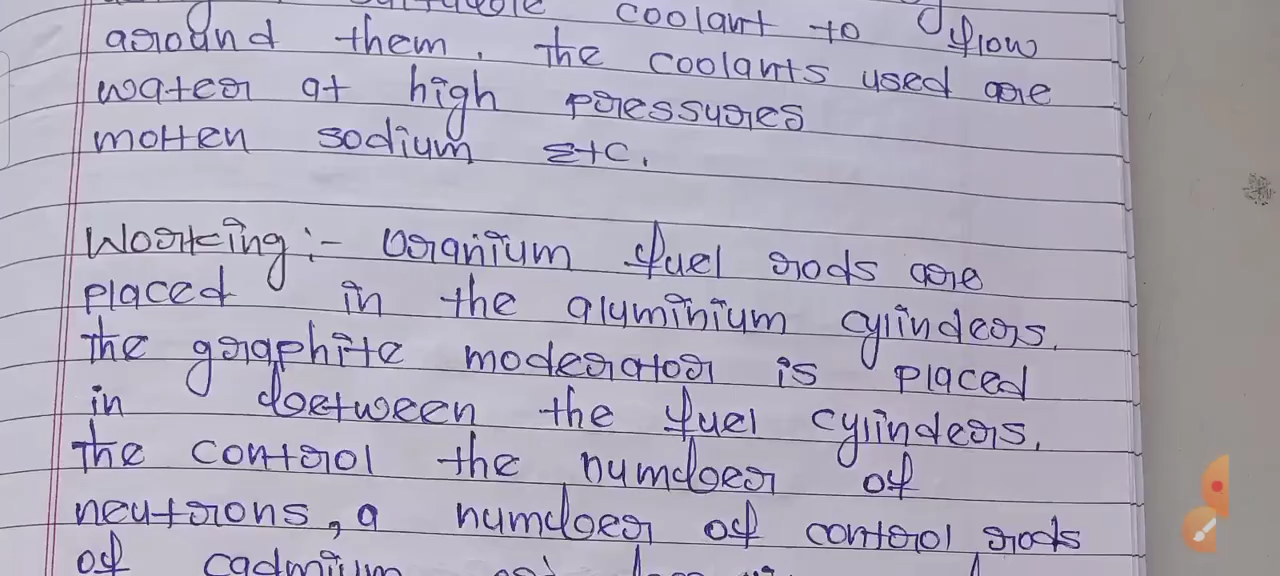 coolant to flow
around them. The coolants used are
water at high pressures
molten sodium Etc.
Working :- Uranium fuel rods are
placed in the aluminium cylinders.
The graphite moderator is placed
in between the fuel cylinders.
The control the number of
neutrons, a number of control rods
of cadmium